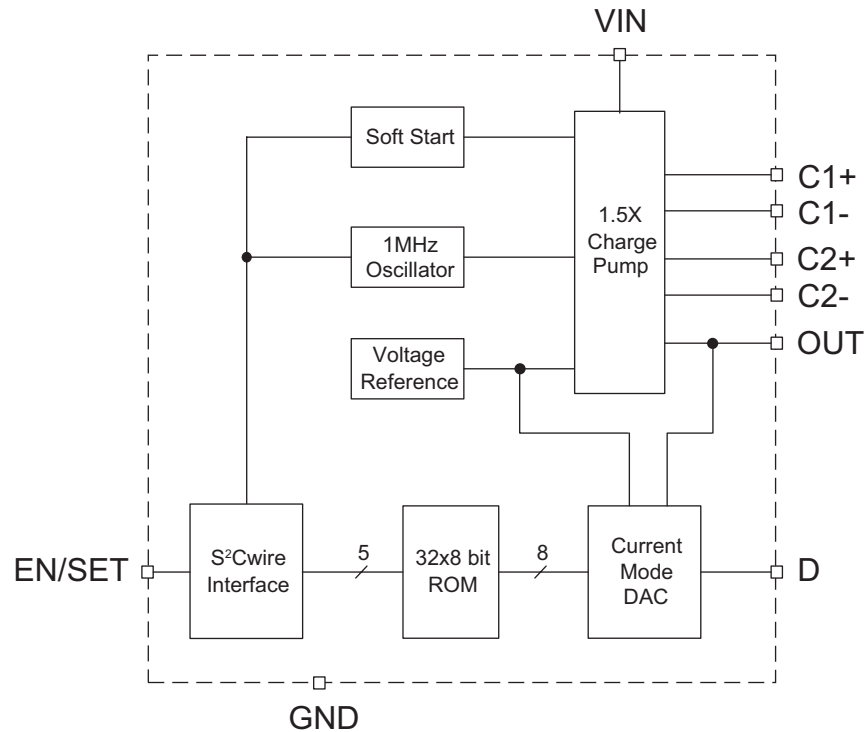 VIN
Soft Start
1MHz
Oscillator
Voltage
Reference
1.5X
Charge
Pump
C1+
C1-
C2+
C2-
OUT
EN/SET
S²Cwire
Interface
5
32x8 bit
ROM
8
Current
Mode
DAC
D
GND